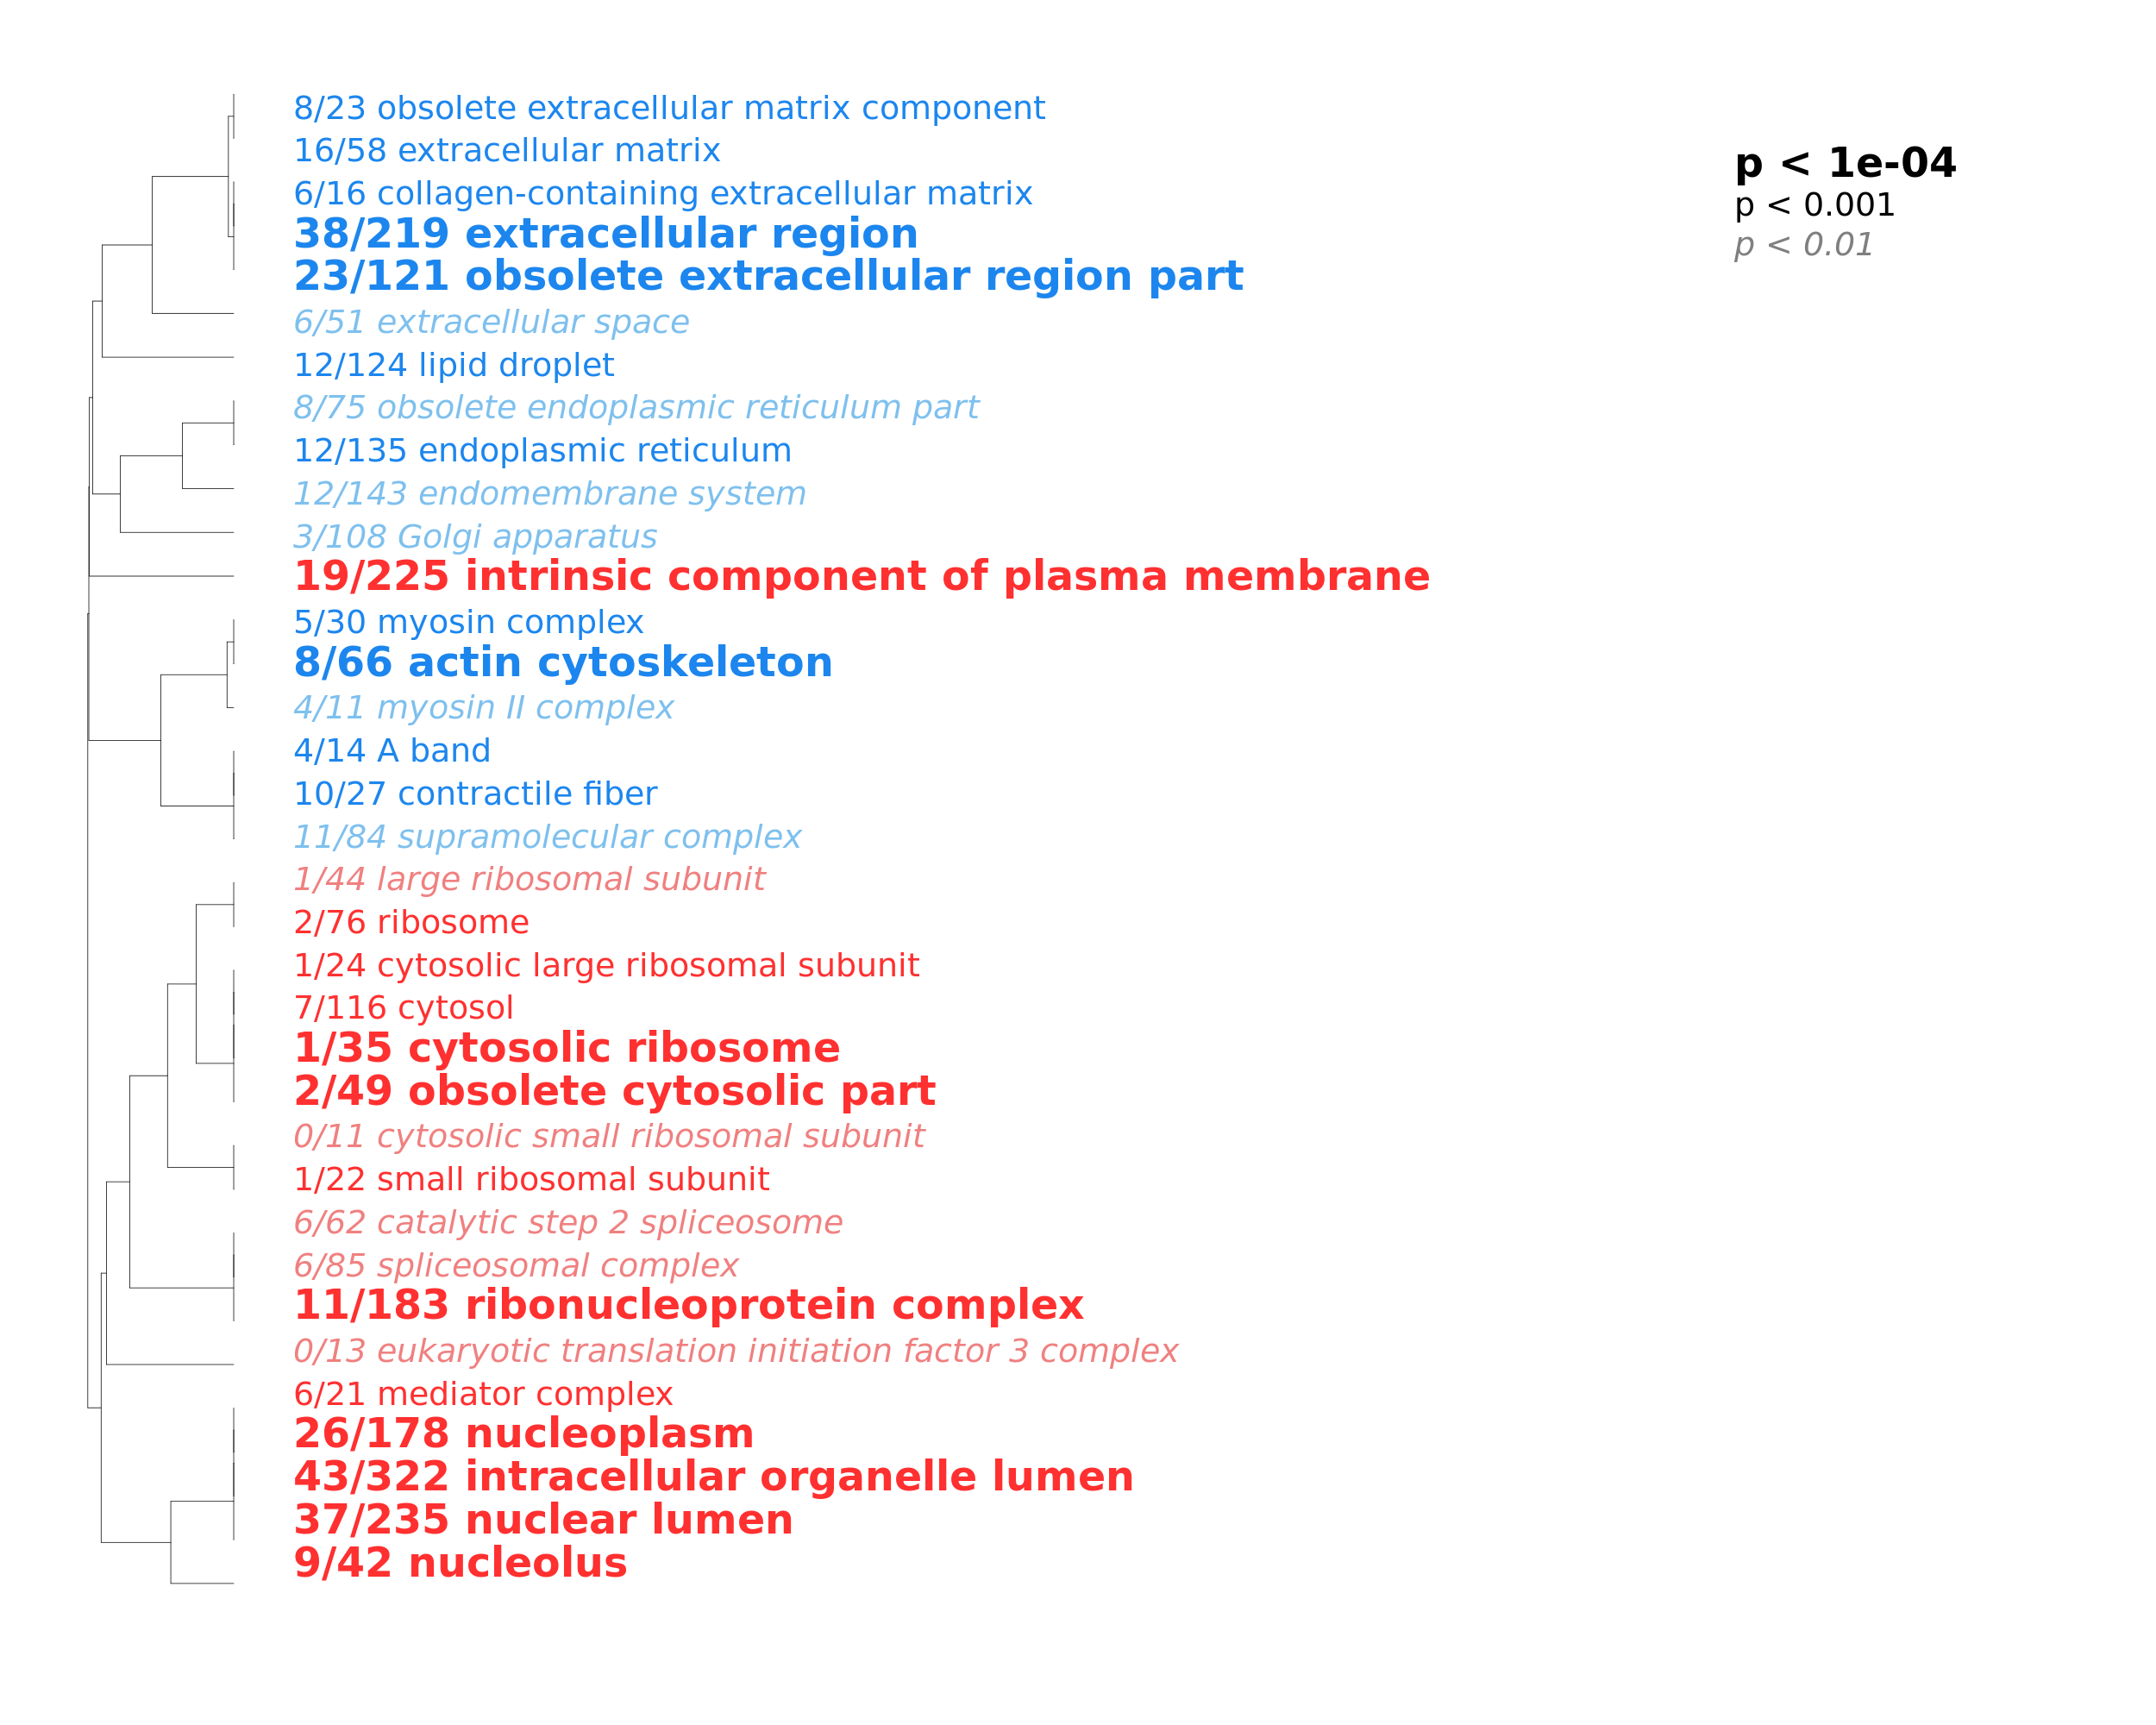 8/23 obsolete extracellular matrix component
16/58 extracellular matrix
6/16 collagen-containing extracellular matrix
38/219 extracellular region
23/121 obsolete extracellular region part
6/51 extracellular space
12/124 lipid droplet
8/75 obsolete endoplasmic reticulum part
12/135 endoplasmic reticulum
12/143 endomembrane system
3/108 Golgi apparatus
19/225 intrinsic component of plasma membrane
5/30 myosin complex
8/66 actin cytoskeleton
4/11 myosin II complex
4/14 A band
10/27 contractile fiber
11/84 supramolecular complex
1/44 large ribosomal subunit
2/76 ribosome
1/24 cytosolic large ribosomal subunit
7/116 cytosol
1/35 cytosolic ribosome
2/49 obsolete cytosolic part
0/11 cytosolic small ribosomal subunit
1/22 small ribosomal subunit
6/62 catalytic step 2 spliceosome
6/85 spliceosomal complex
11/183 ribonucleoprotein complex
0/13 eukaryotic translation initiation factor 3 complex
6/21 mediator complex
26/178 nucleoplasm
43/322 intracellular organelle lumen
37/235 nuclear lumen
9/42 nucleolus
p < 1e-04
p < 0.001
p < 0.01